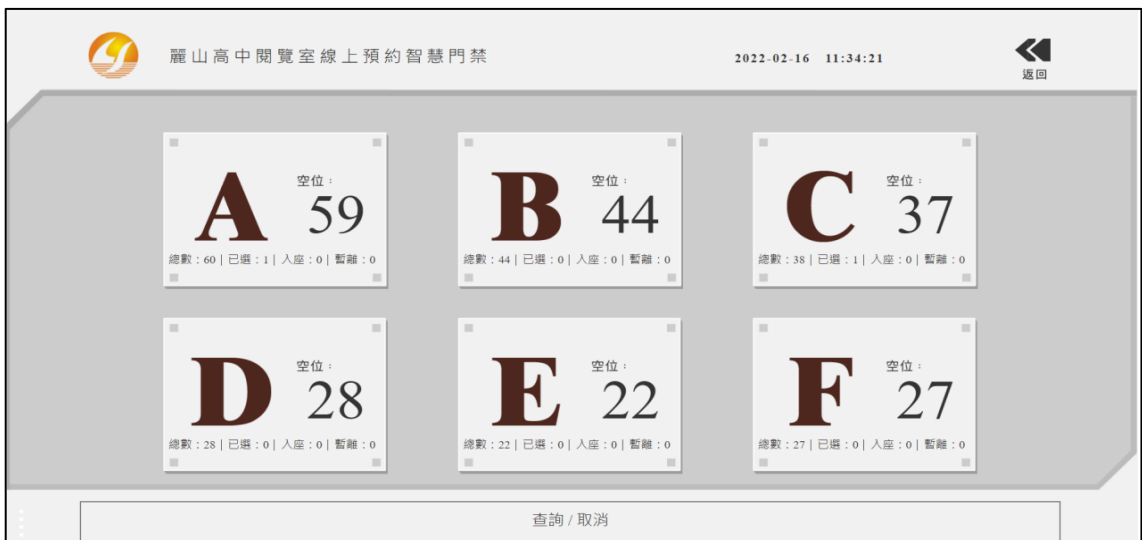 麗山高中閱覽室線上預約智慧門禁
2022-02-16 11:34:21
返回
A
空位：
59
總數：60 | 已選：1 | 入座：0 | 暫離：0
B
空位：
44
總數：44 | 已選：0 | 入座：0 | 暫離：0
C
空位：
37
總數：38 | 已選：1 | 入座：0 | 暫離：0
D
空位：
28
總數：28 | 已選：0 | 入座：0 | 暫離：0
E
空位：
22
總數：22 | 已選：0 | 入座：0 | 暫離：0
F
空位：
27
總數：27 | 已選：0 | 入座：0 | 暫離：0
查詢 / 取消